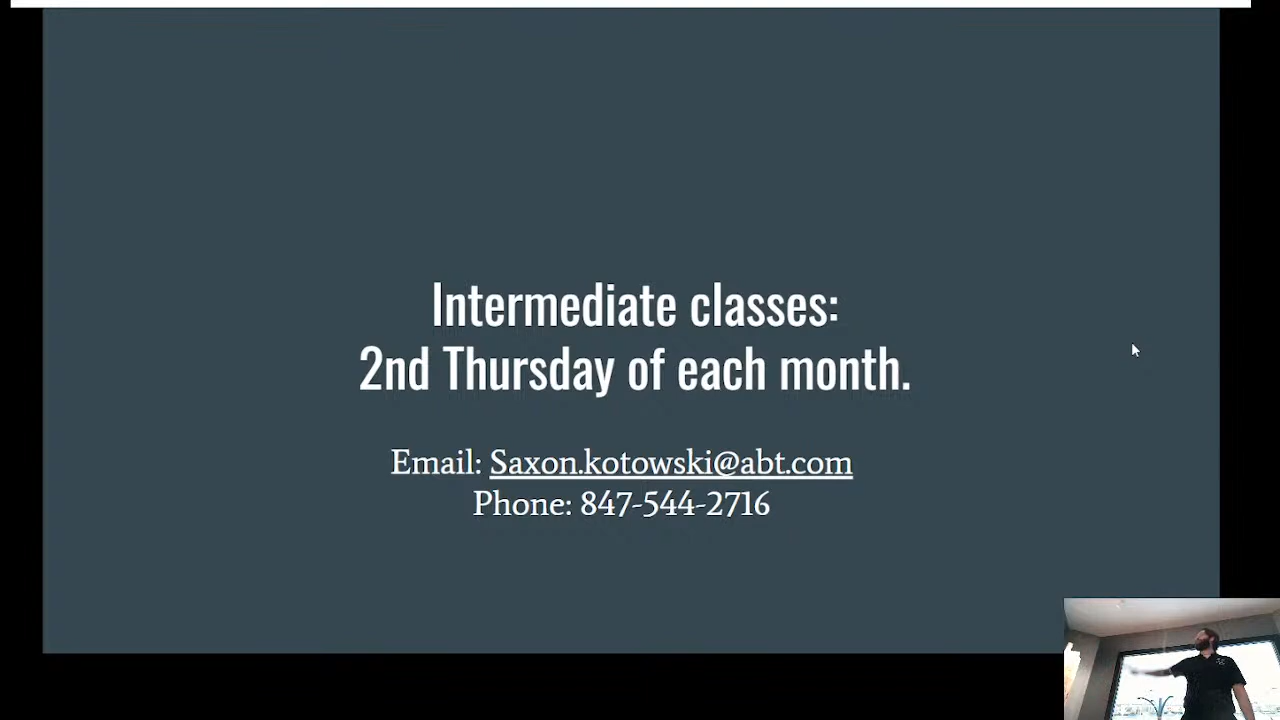 Intermediate classes:
2nd Thursday of each month.
Email: Saxon.kotowski@abt.com
Phone: 847-544-2716